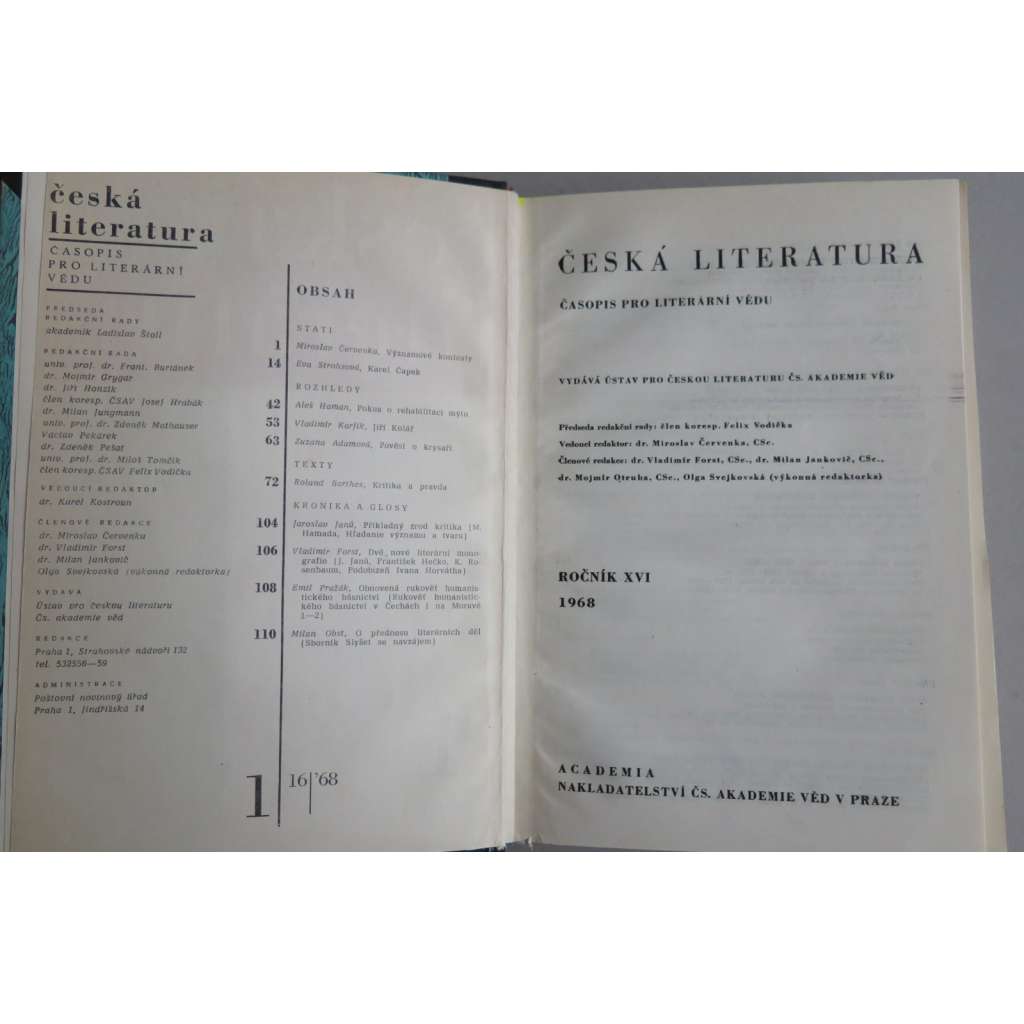 česká
literatura
ČASOPIS
PRO LITERÁRNÍ
VĚDU
PŘEDSEDA
REDAKČNÍ RADY
akademik Ladislav Štoll
REDAKČNÍ RADA
univ. prof. dr. Frant. Buriánek
dr. Mojmír Grygar
dr. Jiří Honzík
člen koresp. ČSAV Josef Hrabák
dr. Milan Jungmann
univ. prof. dr. Zdeněk Mathauser
Václav Pekárek
dr. Zdeněk Pešat
univ. prof. dr. Miloš Tomčík
člen koresp. ČSAV Felix Vodička
VEDOUCÍ REDAKTOR
dr. Karel Kostroun
ČLENOVÉ REDAKCE
dr. Miroslav Červenka
dr. Vladimír Forst
dr. Milan Jankovič
Olga Svejkovská (výkonná redaktorka)
VYDÁVÁ
Ústav pro českou literaturu
Čs. akademie věd
REDAKCE
Praha 1, Strahovské nádvoří 132
tel. 532556—59
ADMINISTRACE
Poštovní novinový úřad
Praha 1, Jindřišská 14
OBSAH
STATI
1 Miroslav Červenka, Významové kontexty
14 Eva Strohsová, Karel Čapek
ROZHLEDY
42 Aleš Haman, Pokus o rehabilitaci mýtu
53 Vladimír Karfík, Jiří Kolář
63 Zuzana Adamová, Pověst o krysaři
TEXTY
72 Roland Barthes, Kritika a pravda
KRONIKA A GLOSY
104 Jaroslav Janů, Příkladný zrod kritika (M.
Hamada, Hľadanie významu a tvaru)
106 Vladimír Forst, Dvě nové literární mono-
grafie (J. Janů, František Hečko, K. Ro-
senbaum, Podobizeň Ivana Horvátha)
108 Emil Pražák, Obnovená rukověť humanis-
tického básnictví (Rukověť humanistic-
kého básnictví v Čechách i na Moravě
1—2)
110 Milan Obst, O přednesu literárních děl
(Sborník Slyšet se navzájem)
1 16/'68
ČESKÁ LITERATURA
ČASOPIS PRO LITERÁRNÍ VĚDU
VYDÁVÁ ÚSTAV PRO ČESKOU LITERATURU ČS. AKADEMIE VĚD
Předseda redakční rady: člen koresp. Felix Vodička
Vedoucí redaktor: dr. Miroslav Červenka, CSc.
Členové redakce: dr. Vladimír Forst, CSc., dr. Milan Jankovič, CSc.,
dr. Mojmír Otruba, CSc., Olga Svejkovská (výkonná redaktorka)
ROČNÍK XVI
1968
ACADEMIA
NAKLADATELSTVÍ ČS. AKADEMIE VĚD V PRAZE